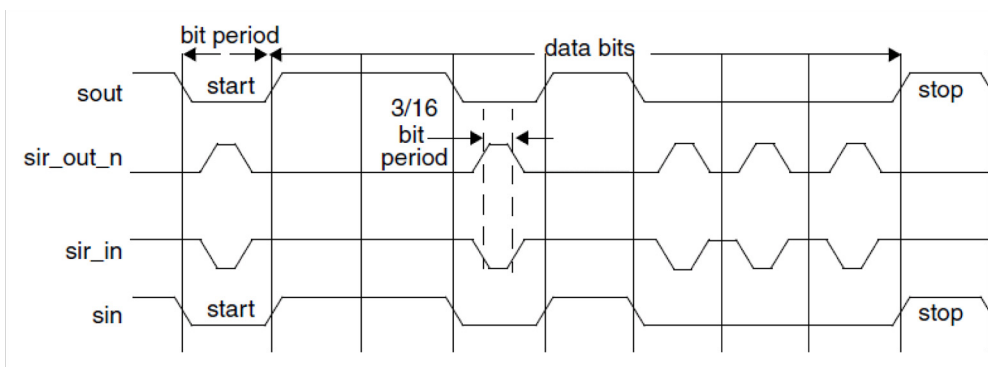 bit period
data bits
sout
start
stop
3/16
bit
period
sir_out_n
sir_in
sin
start
stop